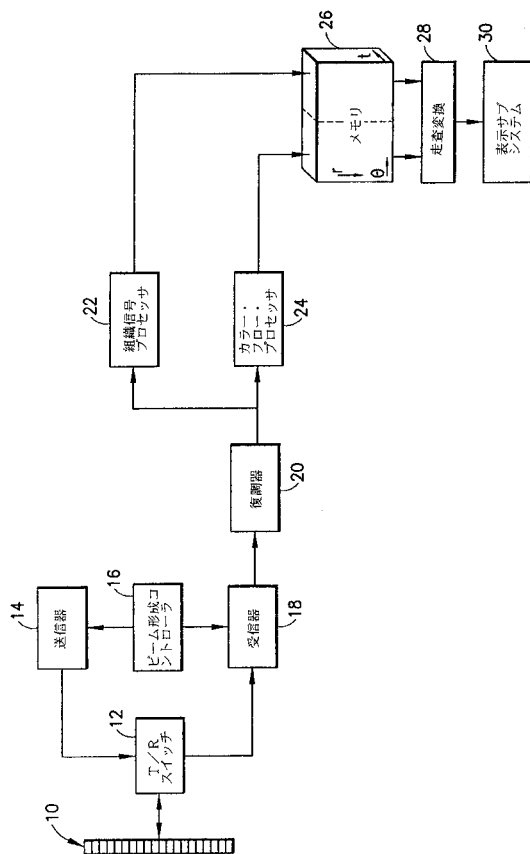 10
12
T/R
スイッチ
14
送信器
16
ビーム形成コ
ントローラ
18
受信器
20
復調器
22
組織信号
プロセッサ
24
カラー：
フロー：
プロセッサ
26
メモリ
r
θ
t
28
走査変換
30
表示サブ
システム